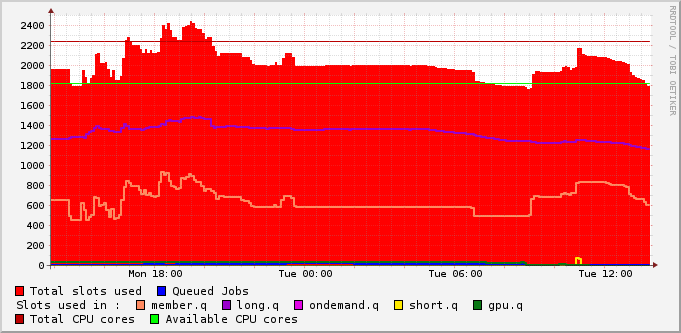 2400
2200
2000
1800
1600
1400
1200
1000
800
600
400
200
0
Mon 18:00 Tue 00:00 Tue 06:00 Tue 12:00
Total slots used Queued Jobs
Slots used in : member.q long.q ondemand.q short.q gpu.q
Total CPU cores Available CPU cores
RRDTOOL / TOBI OETIKER